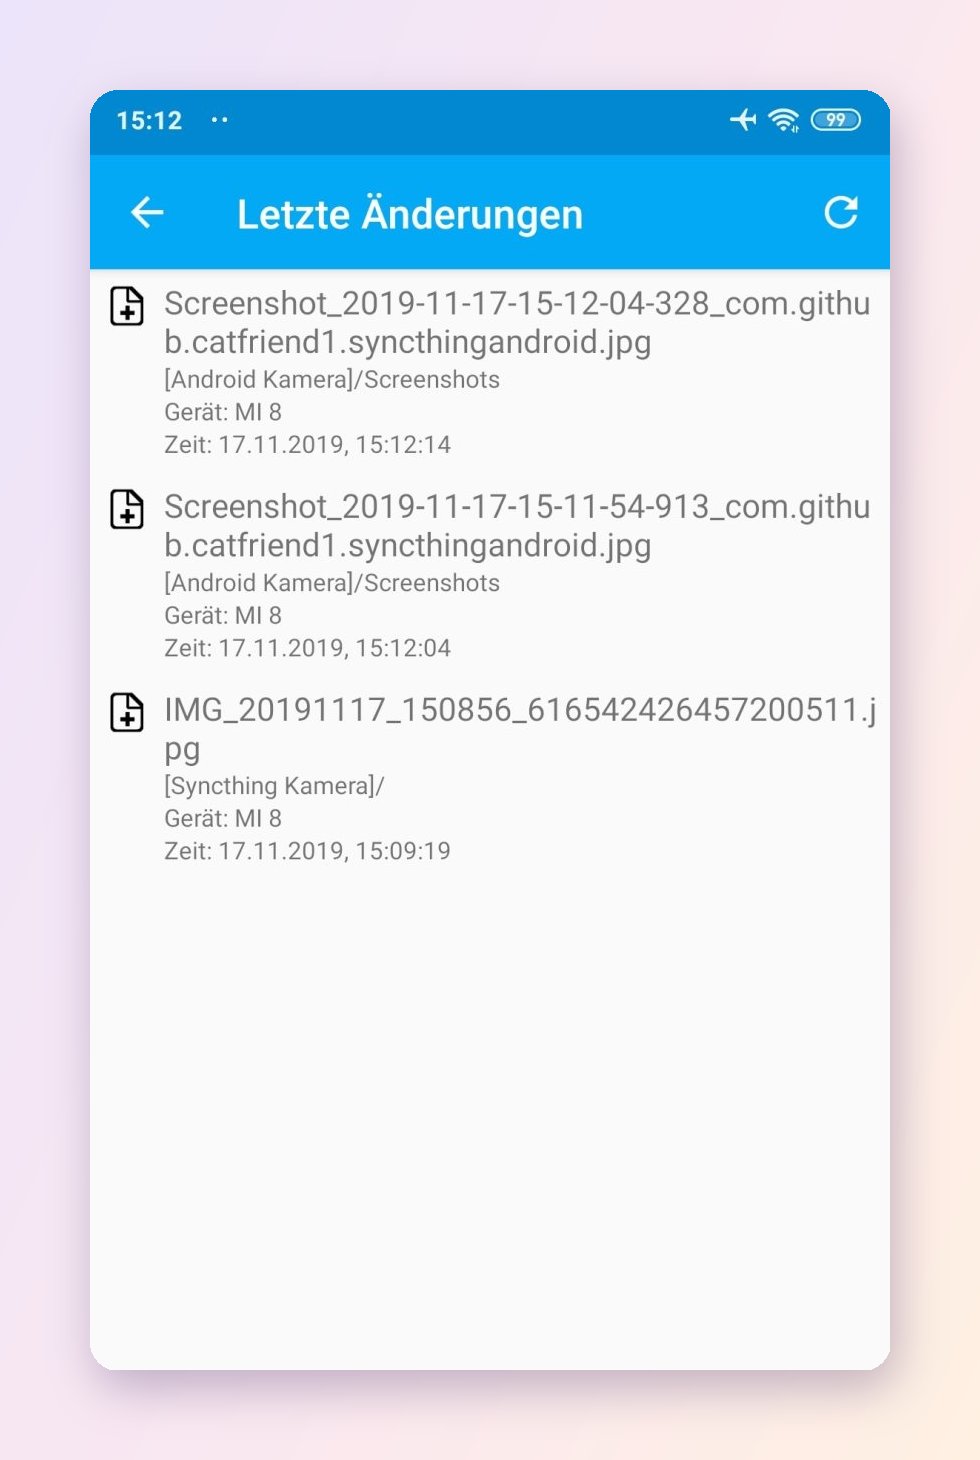 15:12
99
Letzte Änderungen
Screenshot_2019-11-17-15-12-04-328_com.githu
b.catfriend1.syncthingandroid.jpg
[Android Kamera]/Screenshots
Gerät: MI 8
Zeit: 17.11.2019, 15:12:14
Screenshot_2019-11-17-15-11-54-913_com.githu
b.catfriend1.syncthingandroid.jpg
[Android Kamera]/Screenshots
Gerät: MI 8
Zeit: 17.11.2019, 15:12:04
IMG_20191117_150856_616542426457200511.j
pg
[Syncthing Kamera]/
Gerät: MI 8
Zeit: 17.11.2019, 15:09:19